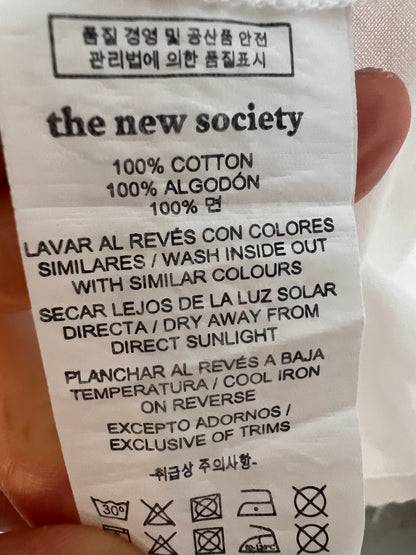 품질 경영 및 공산품 안전
관리법에 의한 품질표시
the new society
100% COTTON
100% ALGODÓN
100% 면
LAVAR AL REVÉS CON COLORES
SIMILARES / WASH INSIDE OUT
WITH SIMILAR COLOURS
SECAR LEJOS DE LA LUZ SOLAR
DIRECTA / DRY AWAY FROM
DIRECT SUNLIGHT
PLANCHAR AL REVÉS A BAJA
TEMPERATURA / COOL IRON
ON REVERSE
EXCEPTO ADORNOS /
EXCLUSIVE OF TRIMS
-취급상 주의사항-
30°